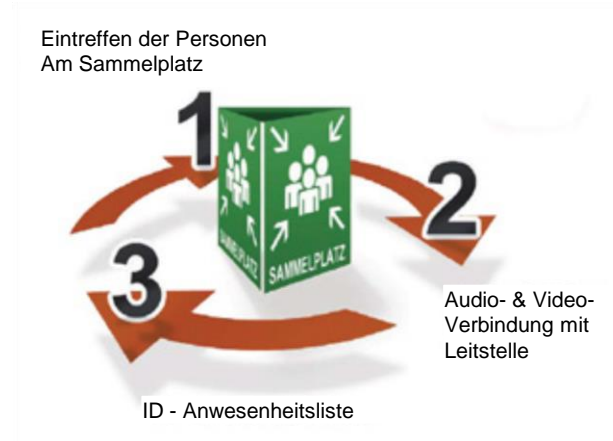 Eintreffen der Personen
Am Sammelplatz
1
2
3
SAMMELPLATZ
SAMMELPLATZ
Audio- & Video-
Verbindung mit
Leitstelle
ID - Anwesenheitsliste